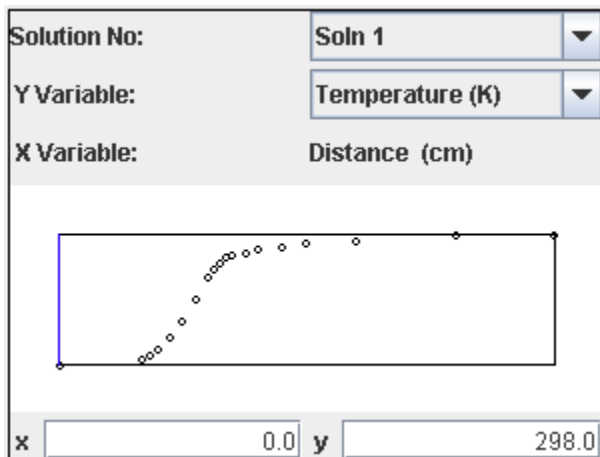 Solution No: Soln 1
Y Variable: Temperature (K)
X Variable: Distance (cm)
x 0.0 y 298.0